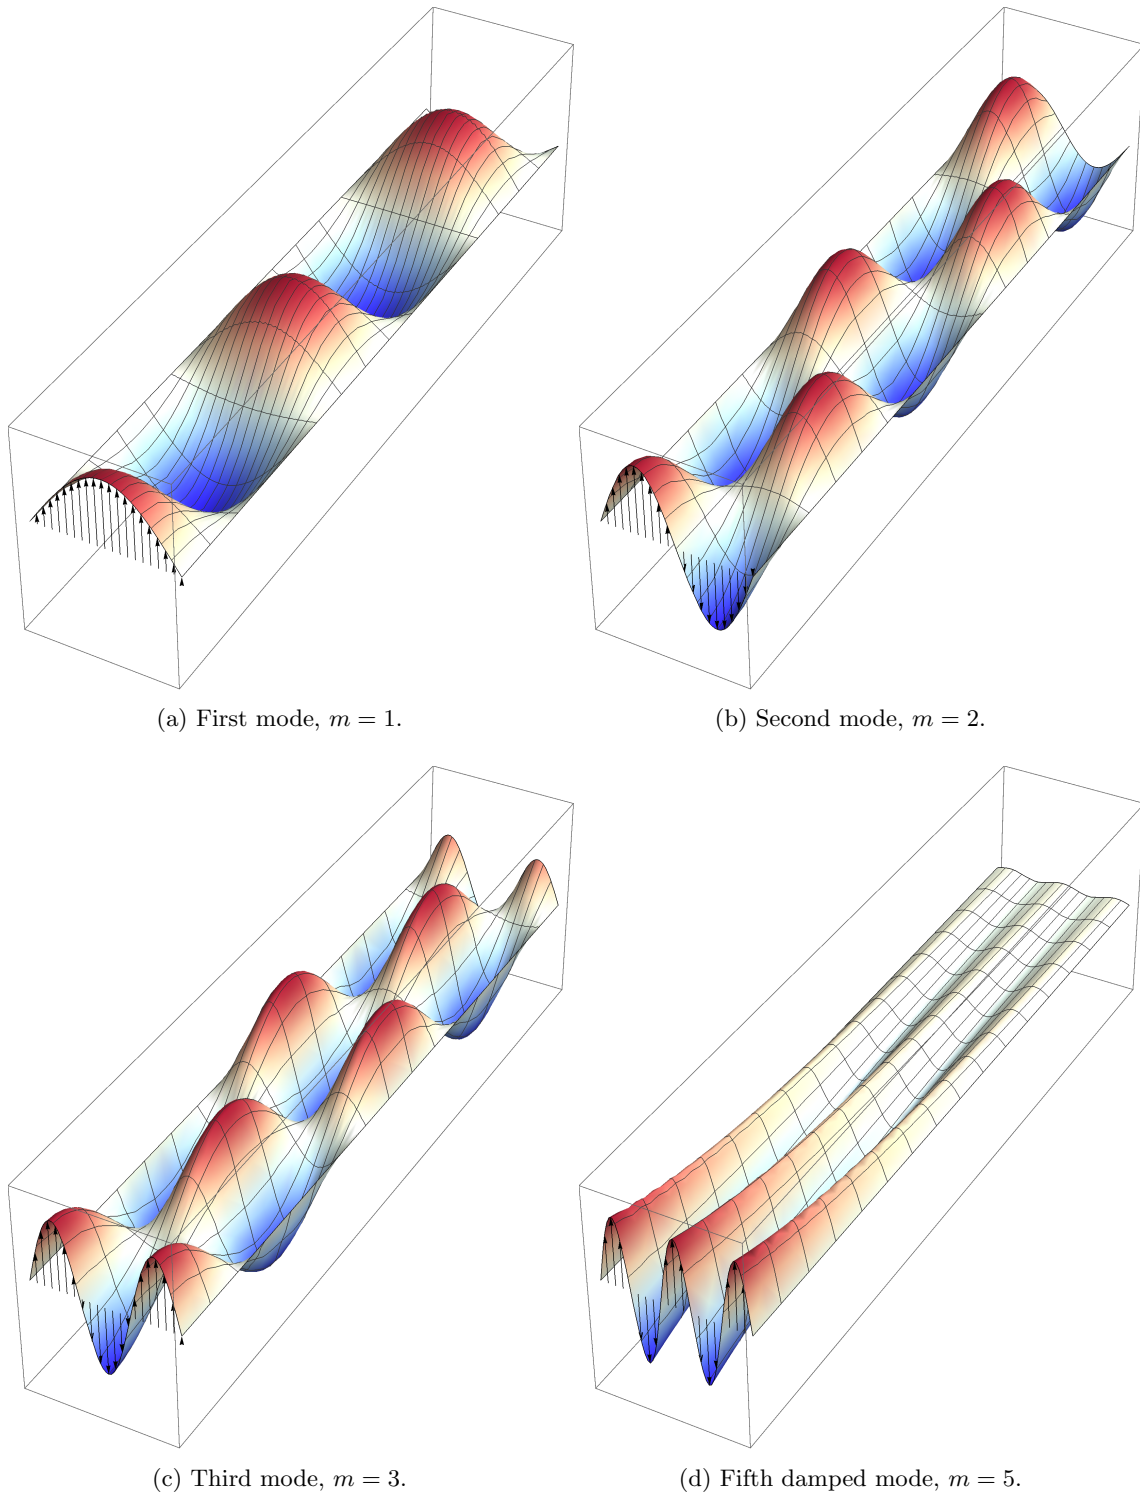 (a) First mode, m = 1.
(b) Second mode, m = 2.
(c) Third mode, m = 3.
(d) Fifth damped mode, m = 5.